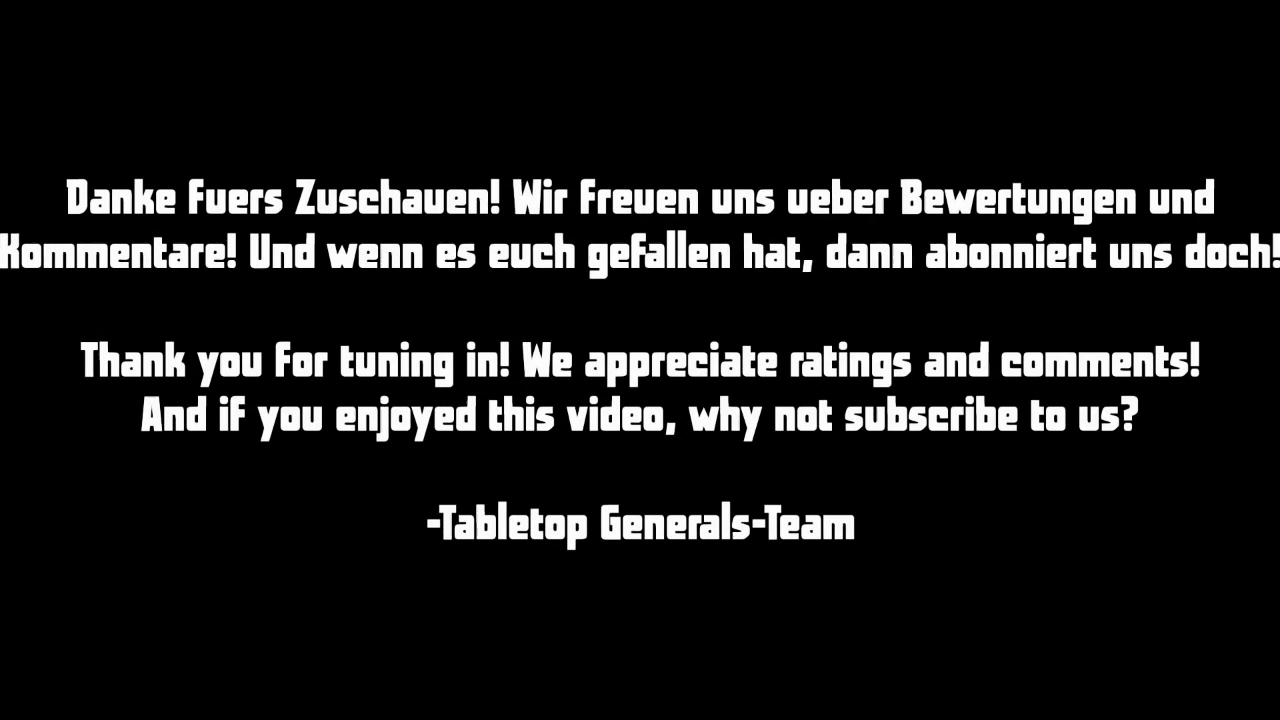 Danke fuers Zuschauen! Wir freuen uns ueber Bewertungen und
Kommentare! Und wenn es euch gefallen hat, dann abonniert uns doch!
Thank you for tuning in! We appreciate ratings and comments!
And if you enjoyed this video, why not subscribe to us?
-Tabletop Generals-Team